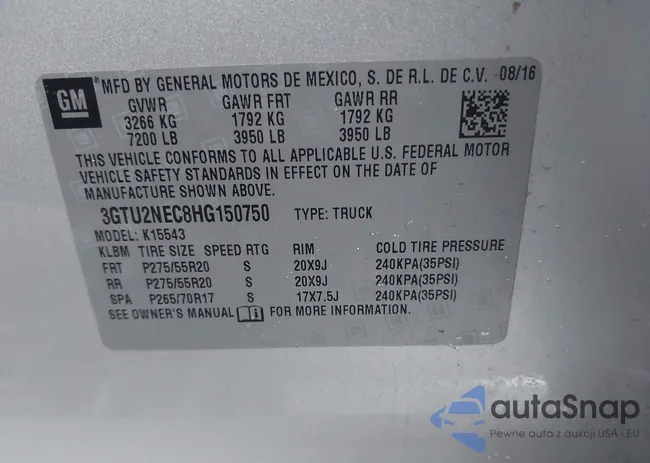 GM
MFD BY GENERAL MOTORS DE MEXICO, S. DE R.L. DE C.V. 08/16
GVWR GAWR FRT GAWR RR
3266 KG 1792 KG 1792 KG
7200 LB 3950 LB 3950 LB
THIS VEHICLE CONFORMS TO ALL APPLICABLE U.S. FEDERAL MOTOR
VEHICLE SAFETY STANDARDS IN EFFECT ON THE DATE OF
MANUFACTURE SHOWN ABOVE.
3GTU2NEC8HG150750 TYPE: TRUCK
MODEL: K15543
KLBM TIRE SIZE SPEED RTG RIM COLD TIRE PRESSURE
FRT P275/55R20 S 20X9J 240KPA(35PSI)
RR P275/55R20 S 20X9J 240KPA(35PSI)
SPA P265/70R17 S 17X7.5J 240KPA(35PSI)
SEE OWNER'S MANUAL FOR MORE INFORMATION.
autaSnap
Pewne auta z aukcji USA i EU